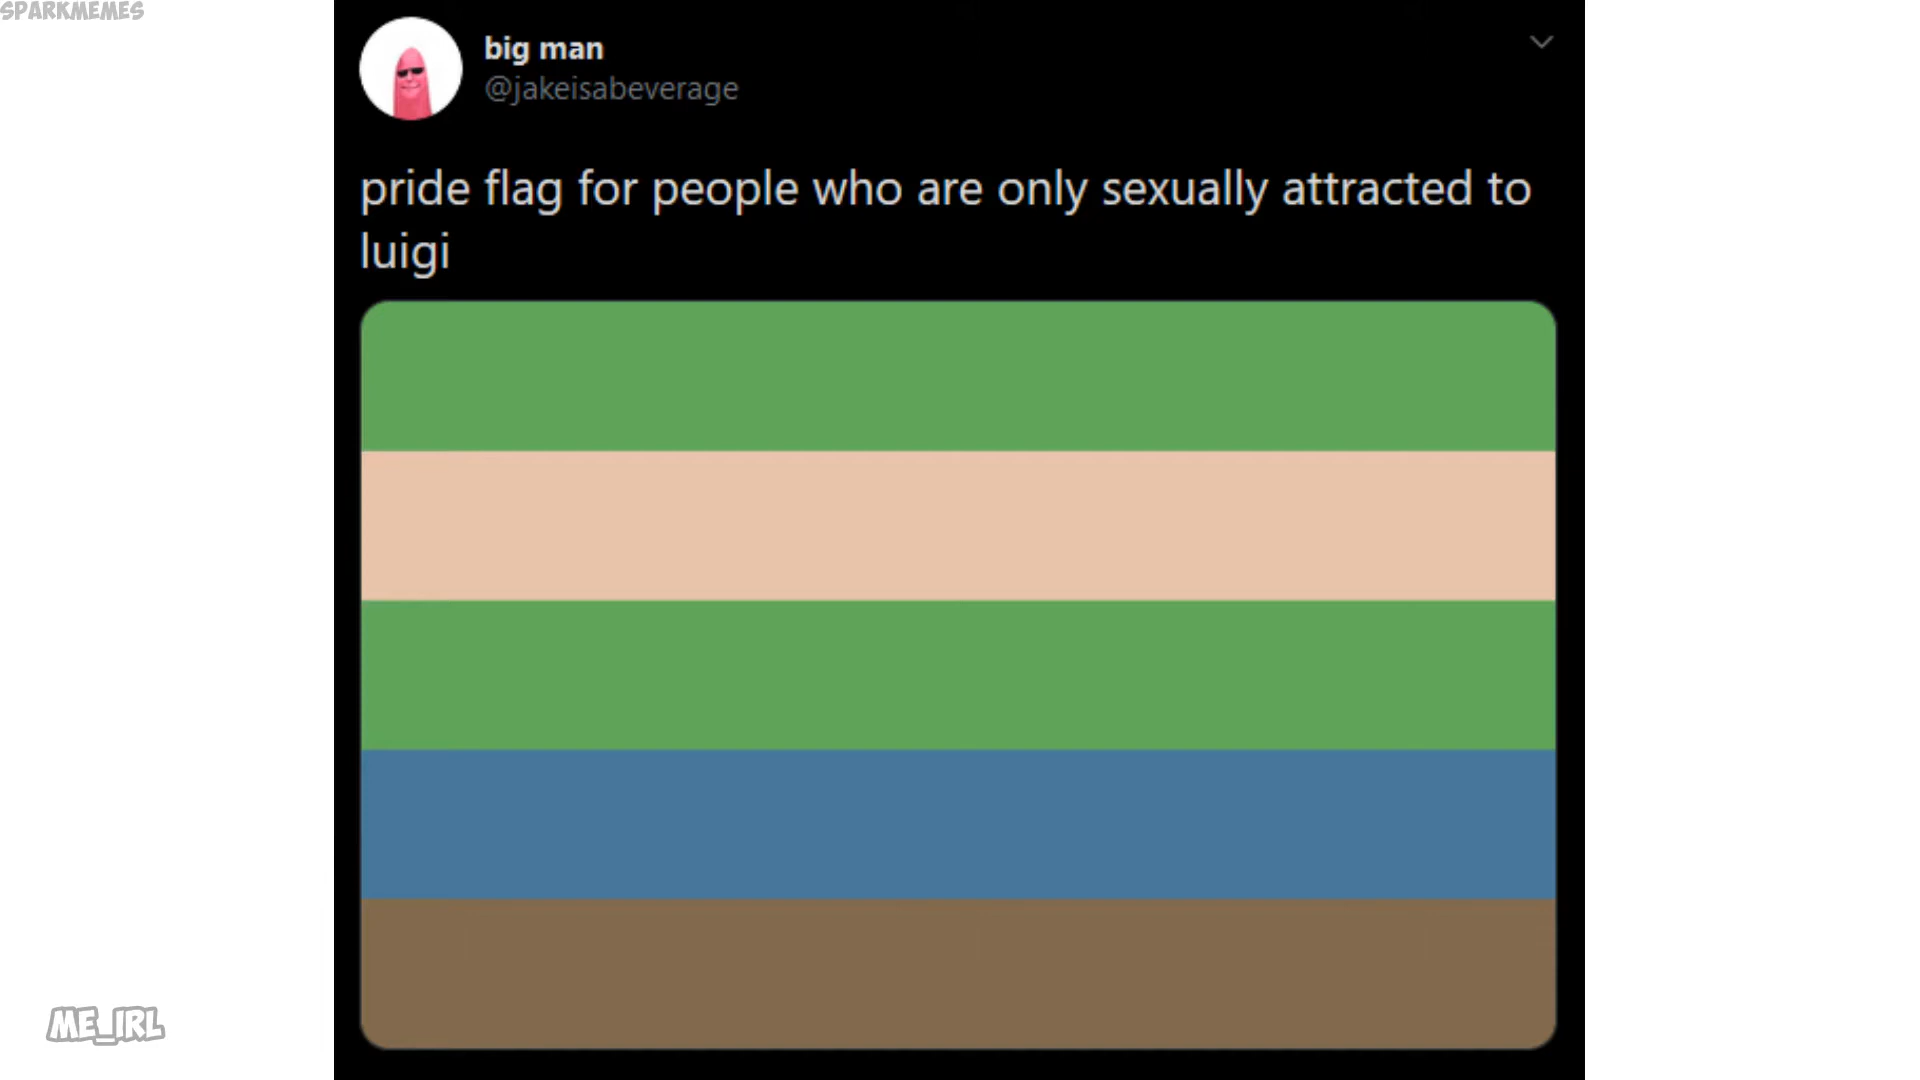 SPARKMEMES
big man
@jakeisabeverage
pride flag for people who are only sexually attracted to
luigi
ME_IRL